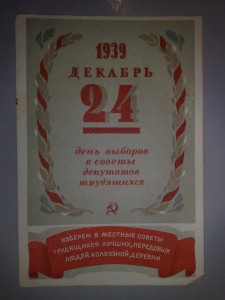 1939
ДЕКАБРЬ
24
день выборов
в советы
депутатов
трудящихся
ИЗБЕРЕМ В МЕСТНЫЕ СОВЕТЫ
ТРУДЯЩИХСЯ ЛУЧШИХ, ПЕРЕДОВЫХ
ЛЮДЕЙ КОЛХОЗНОЙ ДЕРЕВНИ